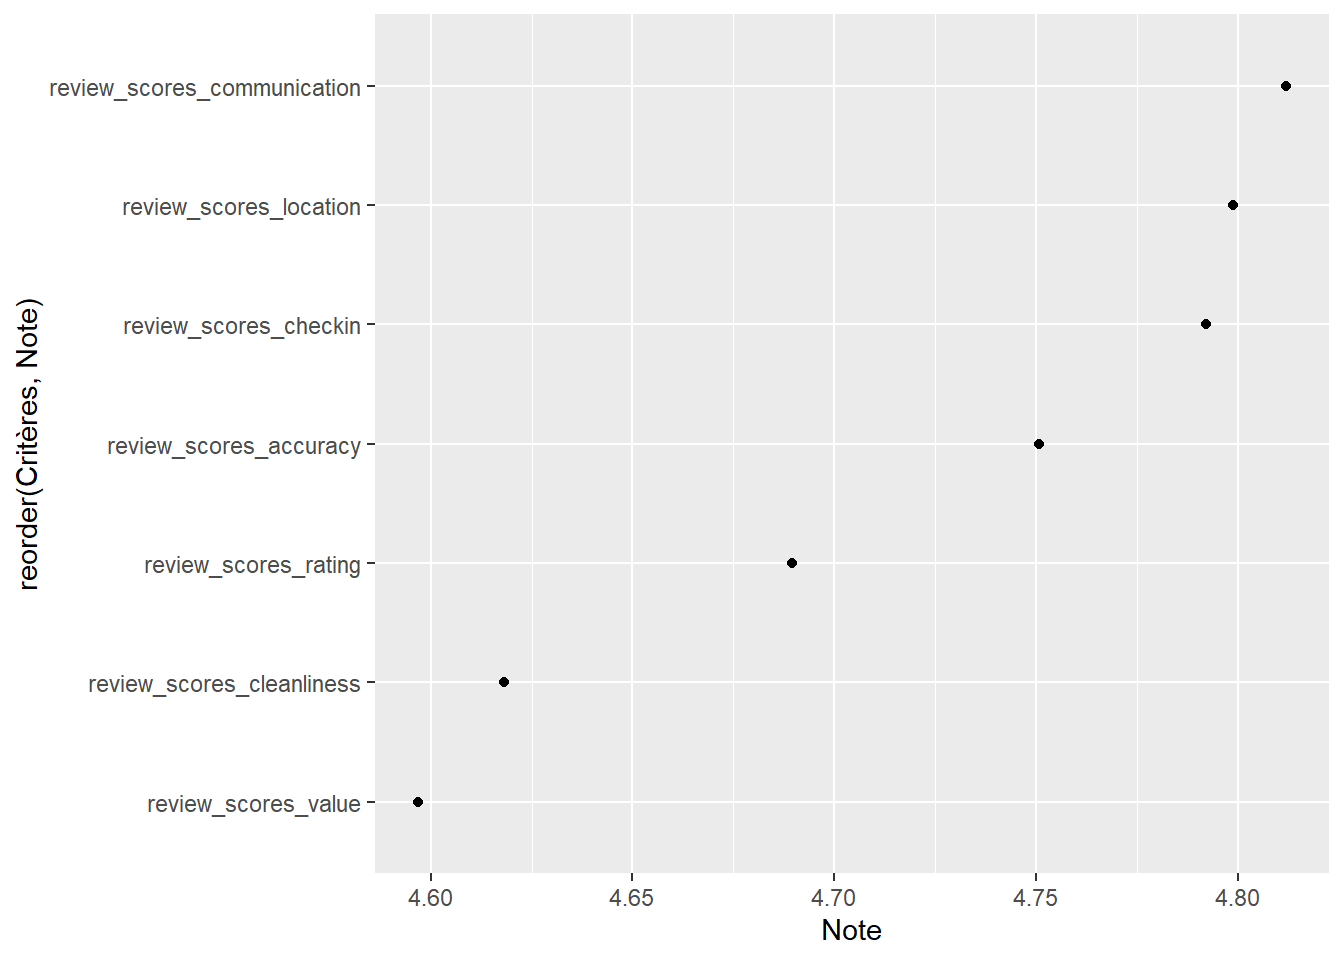 review_scores_communication
review_scores_location
review_scores_checkin
review_scores_accuracy
review_scores_rating
review_scores_cleanliness
review_scores_value
reorder(Critères, Note)
4.60 4.65 4.70 4.75 4.80
Note